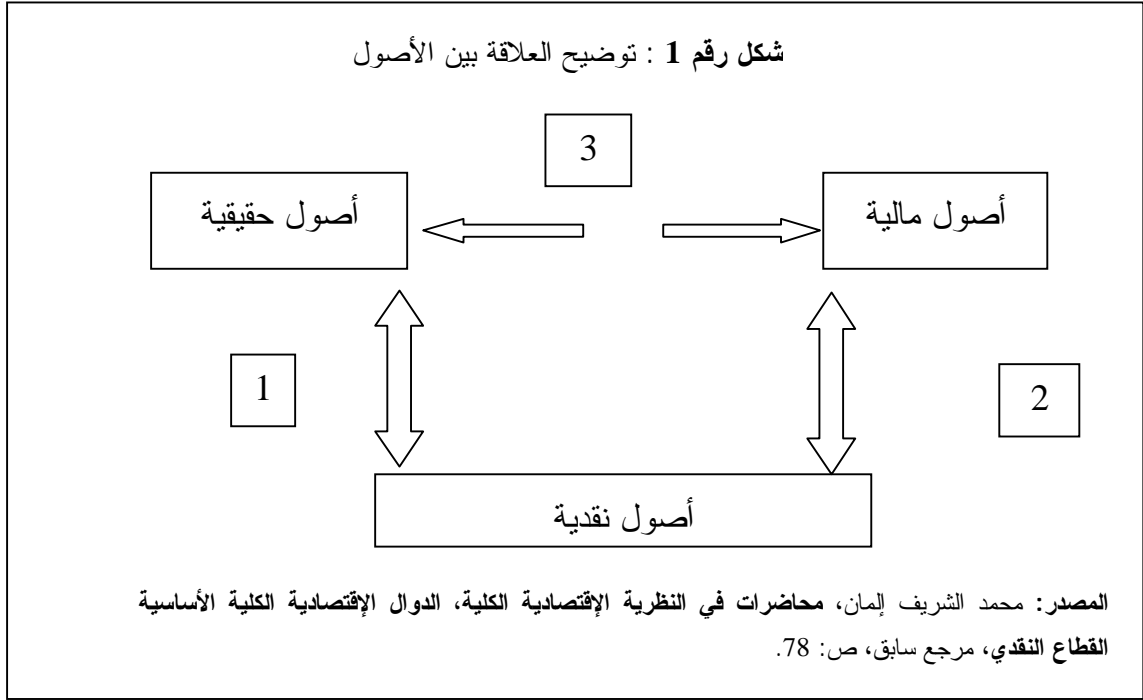 شكل رقم 1 : توضيح العلاقة بين الأصول
3
أصول مالية
أصول حقيقية
2
1
أصول نقدية
المصدر: محمد الشريف إلمان، محاضرات في النظرية الإقتصادية الكلية، الدوال الإقتصادية الكلية الأساسية
القطاع النقدي، مرجع سابق، ص: 78.